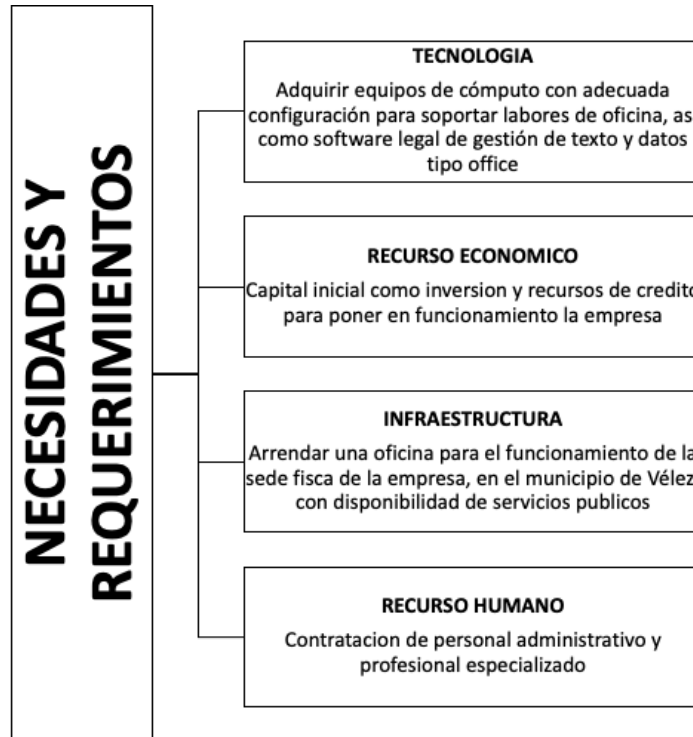 NECESIDADES Y
REQUERIMIENTOS
TECNOLOGIA
Adquirir equipos de cómputo con adecuada
configuración para soportar labores de oficina, as
como software legal de gestión de texto y datos
tipo office
RECURSO ECONOMICO
Capital inicial como inversion y recursos de credito
para poner en funcionamiento la empresa
INFRAESTRUCTURA
Arrendar una oficina para el funcionamiento de la
sede fisca de la empresa, en el municipio de Vélez
con disponibilidad de servicios publicos
RECURSO HUMANO
Contratacion de personal administrativo y
profesional especializado